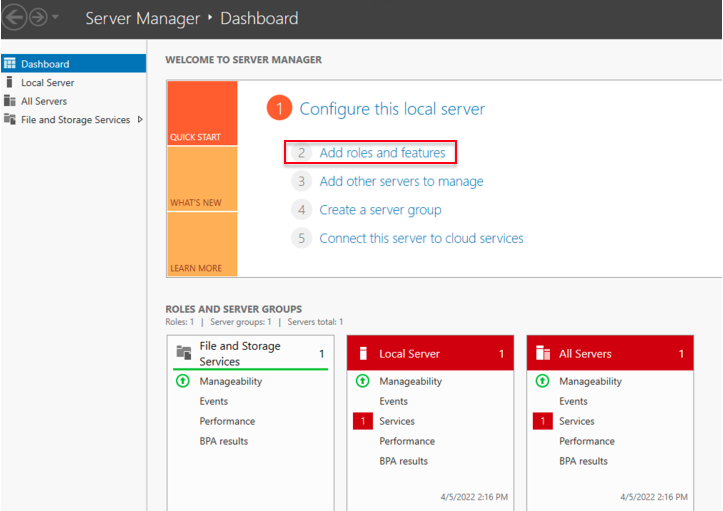 Server Manager ‣ Dashboard
Dashboard
Local Server
All Servers
File and Storage Services
WELCOME TO SERVER MANAGER
QUICK START
WHAT'S NEW
LEARN MORE
1 Configure this local server
2 Add roles and features
3 Add other servers to manage
4 Create a server group
5 Connect this server to cloud services
ROLES AND SERVER GROUPS
Roles: 1 | Server groups: 1 | Servers total: 1
File and Storage
Services 1
Manageability
Events
Performance
BPA results
Local Server 1
Manageability
Events
1 Services
Performance
BPA results
4/5/2022 2:16 PM
All Servers 1
Manageability
Events
1 Services
Performance
BPA results
4/5/2022 2:16 PM